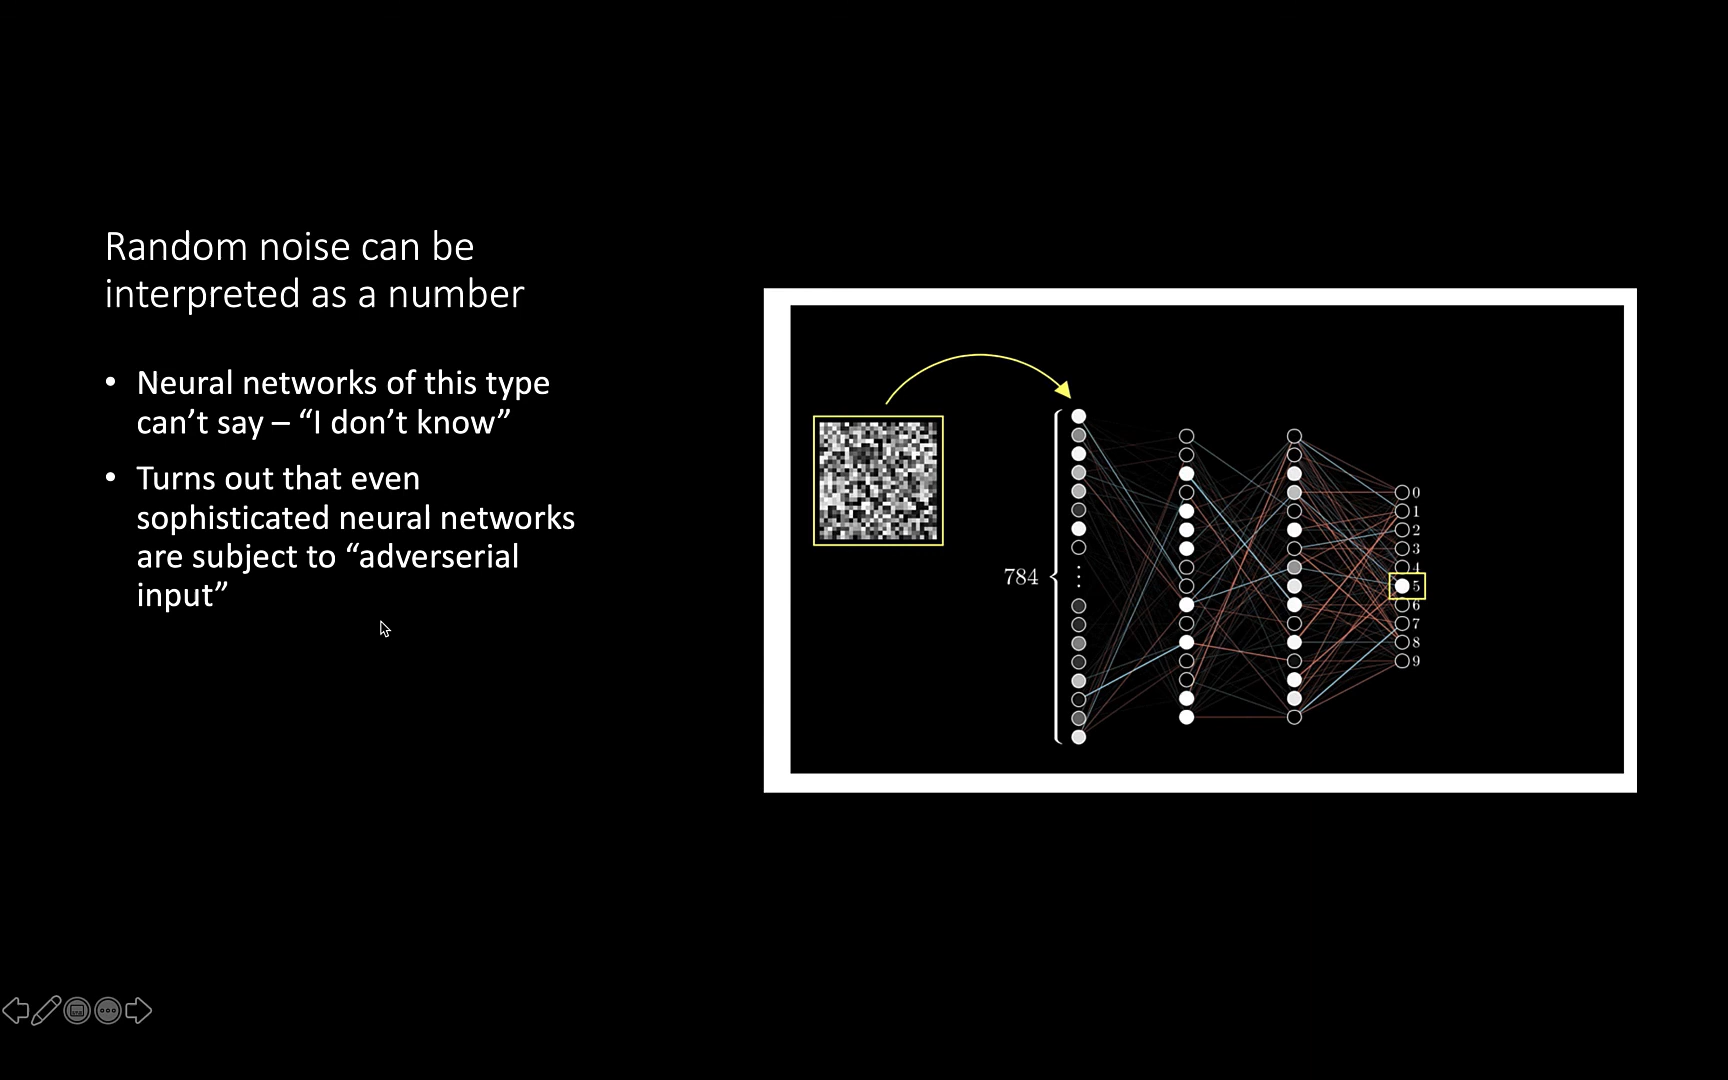 Random noise can be
interpreted as a number
• Neural networks of this type
can’t say – “I don’t know”
• Turns out that even
sophisticated neural networks
are subject to “adverserial
input”
784
0
1
2
3
4
5
6
7
8
9